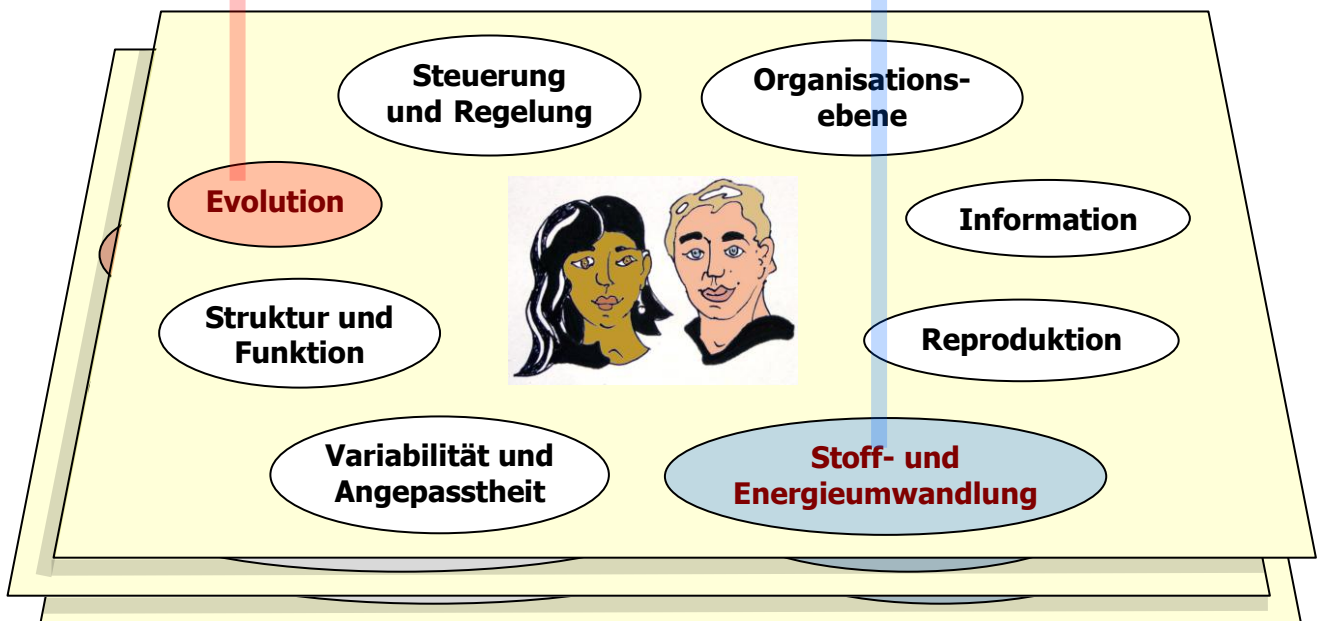 Steuerung
und Regelung
Organisations-
ebene
Evolution
Information
Struktur und
Funktion
Reproduktion
Variabilität und
Angepasstheit
Stoff- und
Energieumwandlung